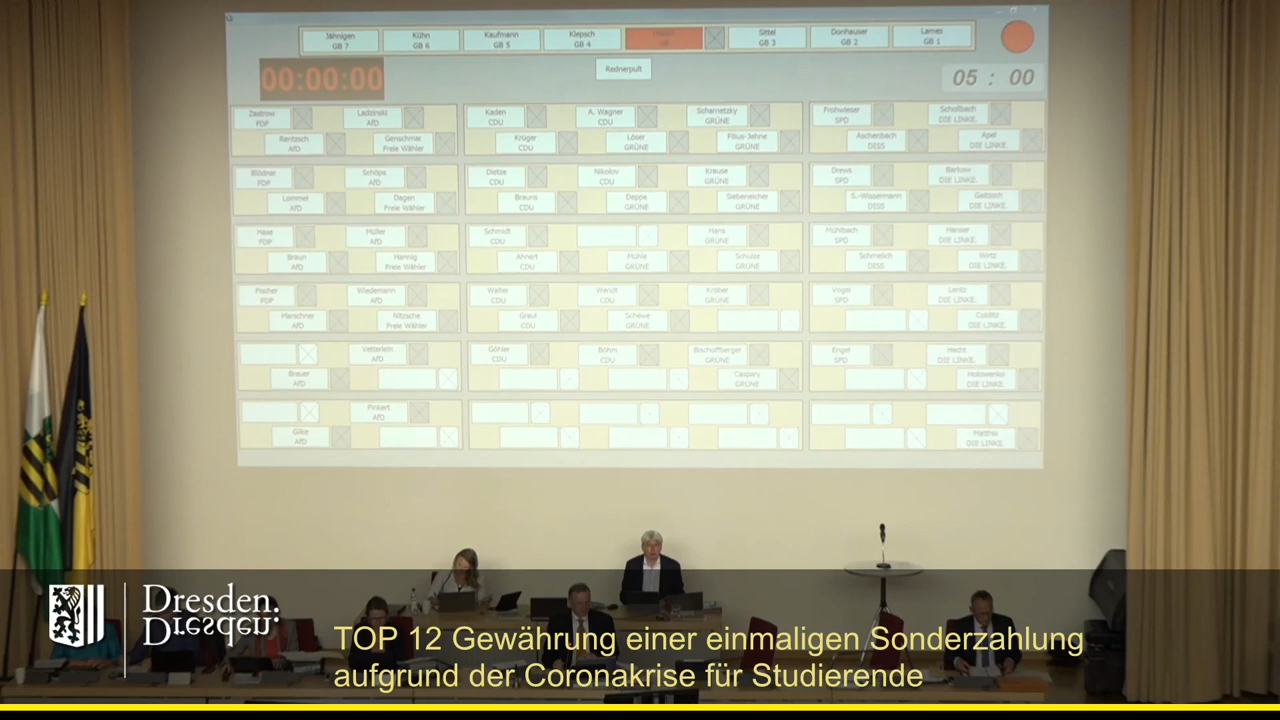 Jähnigen Kühn Kaufmann Klepsch Sittel Donhauser Lames
GB 7 GB 6 GB 5 GB 4 GB 3 GB 2 GB 1
Rednerpult
00:00:00 05 : 00
Zastrow Ladzinski Kaden A. Wagner Scharnetzky Frohwieser Schollbach
FDP AfD CDU CDU GRÜNE SPD DIE LINKE.
Rentzsch Genschmar Krüger Löser Filius-Jehne Aschenbach Apel
AfD Freie Wähler CDU GRÜNE GRÜNE DISS DIE LINKE.
Blödner Schöps Dietze Nikolov Krause Drews Barkow
FDP AfD CDU CDU GRÜNE SPD DIE LINKE.
Lommel Dagen Brauns Deppe Siebeneicher S.-Wissermann Gaitzsch
AfD Freie Wähler CDU GRÜNE GRÜNE DISS DIE LINKE.
Hase Müller Schmidt Hans Mühlbach Hanser
FDP AfD CDU GRÜNE SPD DIE LINKE.
Braun Hannig Ahnert Mühle Schulze Schmelich Wirtz
AfD Freie Wähler CDU GRÜNE GRÜNE DISS DIE LINKE.
Fischer Wiedemann Walter Wendt Kröber Vogel Lentz
FDP AfD CDU CDU GRÜNE SPD DIE LINKE.
Marschner Nitzsche Greul Schewe Colditz
AfD Freie Wähler CDU GRÜNE DIE LINKE.
Vetterlein Göhler Böhm Bischoffberger Engel Hecht
AfD CDU CDU GRÜNE SPD DIE LINKE.
Brauer Caspary Holowenko
AfD GRÜNE DIE LINKE.
Pinkert
AfD
Gilke Matthis
AfD DIE LINKE.
Dresden.
Dresden.
TOP 12 Gewährung einer einmaligen Sonderzahlung
aufgrund der Coronakrise für Studierende